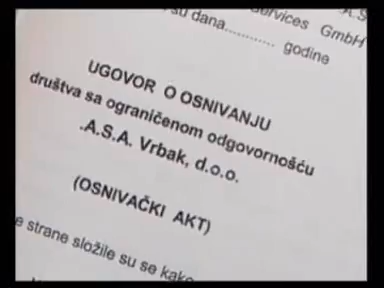 .A.S
Services GmbH
su dana............ godine
UGOVOR O OSNIVANJU
društva sa ograničenom odgovornošću
.A.S.A. Vrbak, d.o.o.
(OSNIVAČKI AKT)
e strane složile su se kako